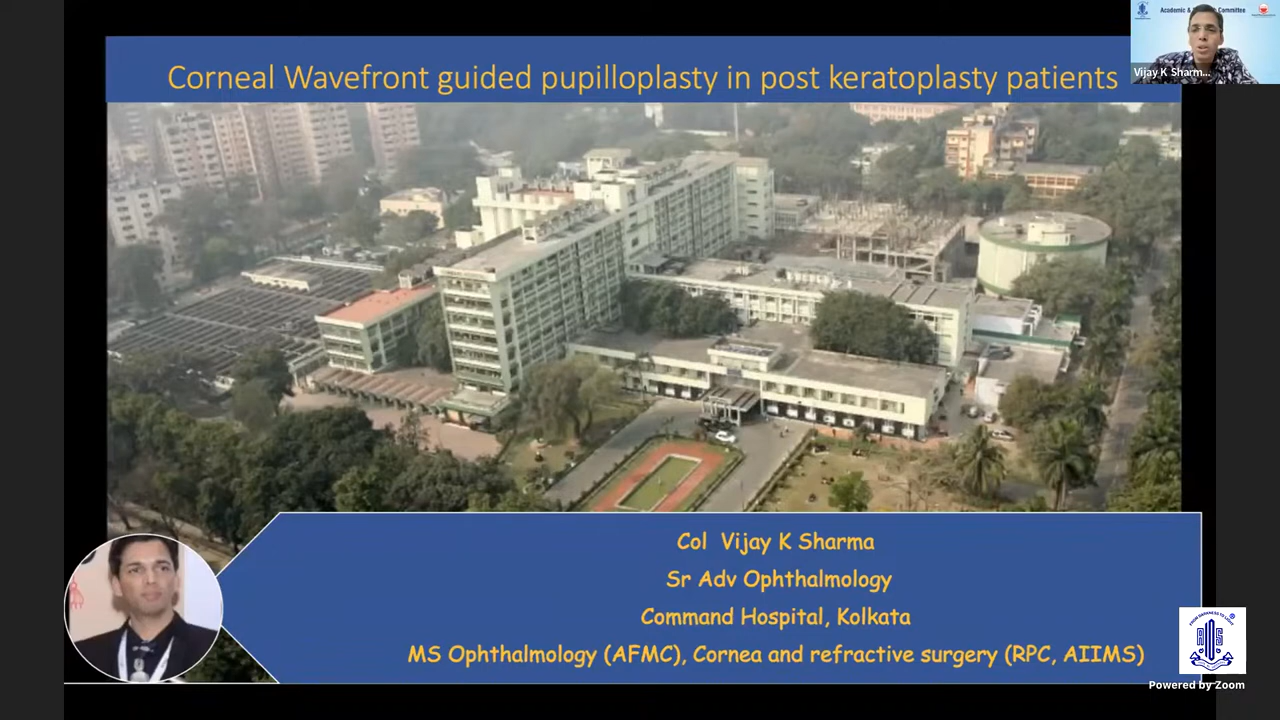 Corneal Wavefront guided pupilloplasty in post keratoplasty patients
Vijay K Sharm...
Col Vijay K Sharma
Sr Adv Ophthalmology
Command Hospital, Kolkata
MS Ophthalmology (AFMC), Cornea and refractive surgery (RPC, AIIMS)
Powered by Zoom